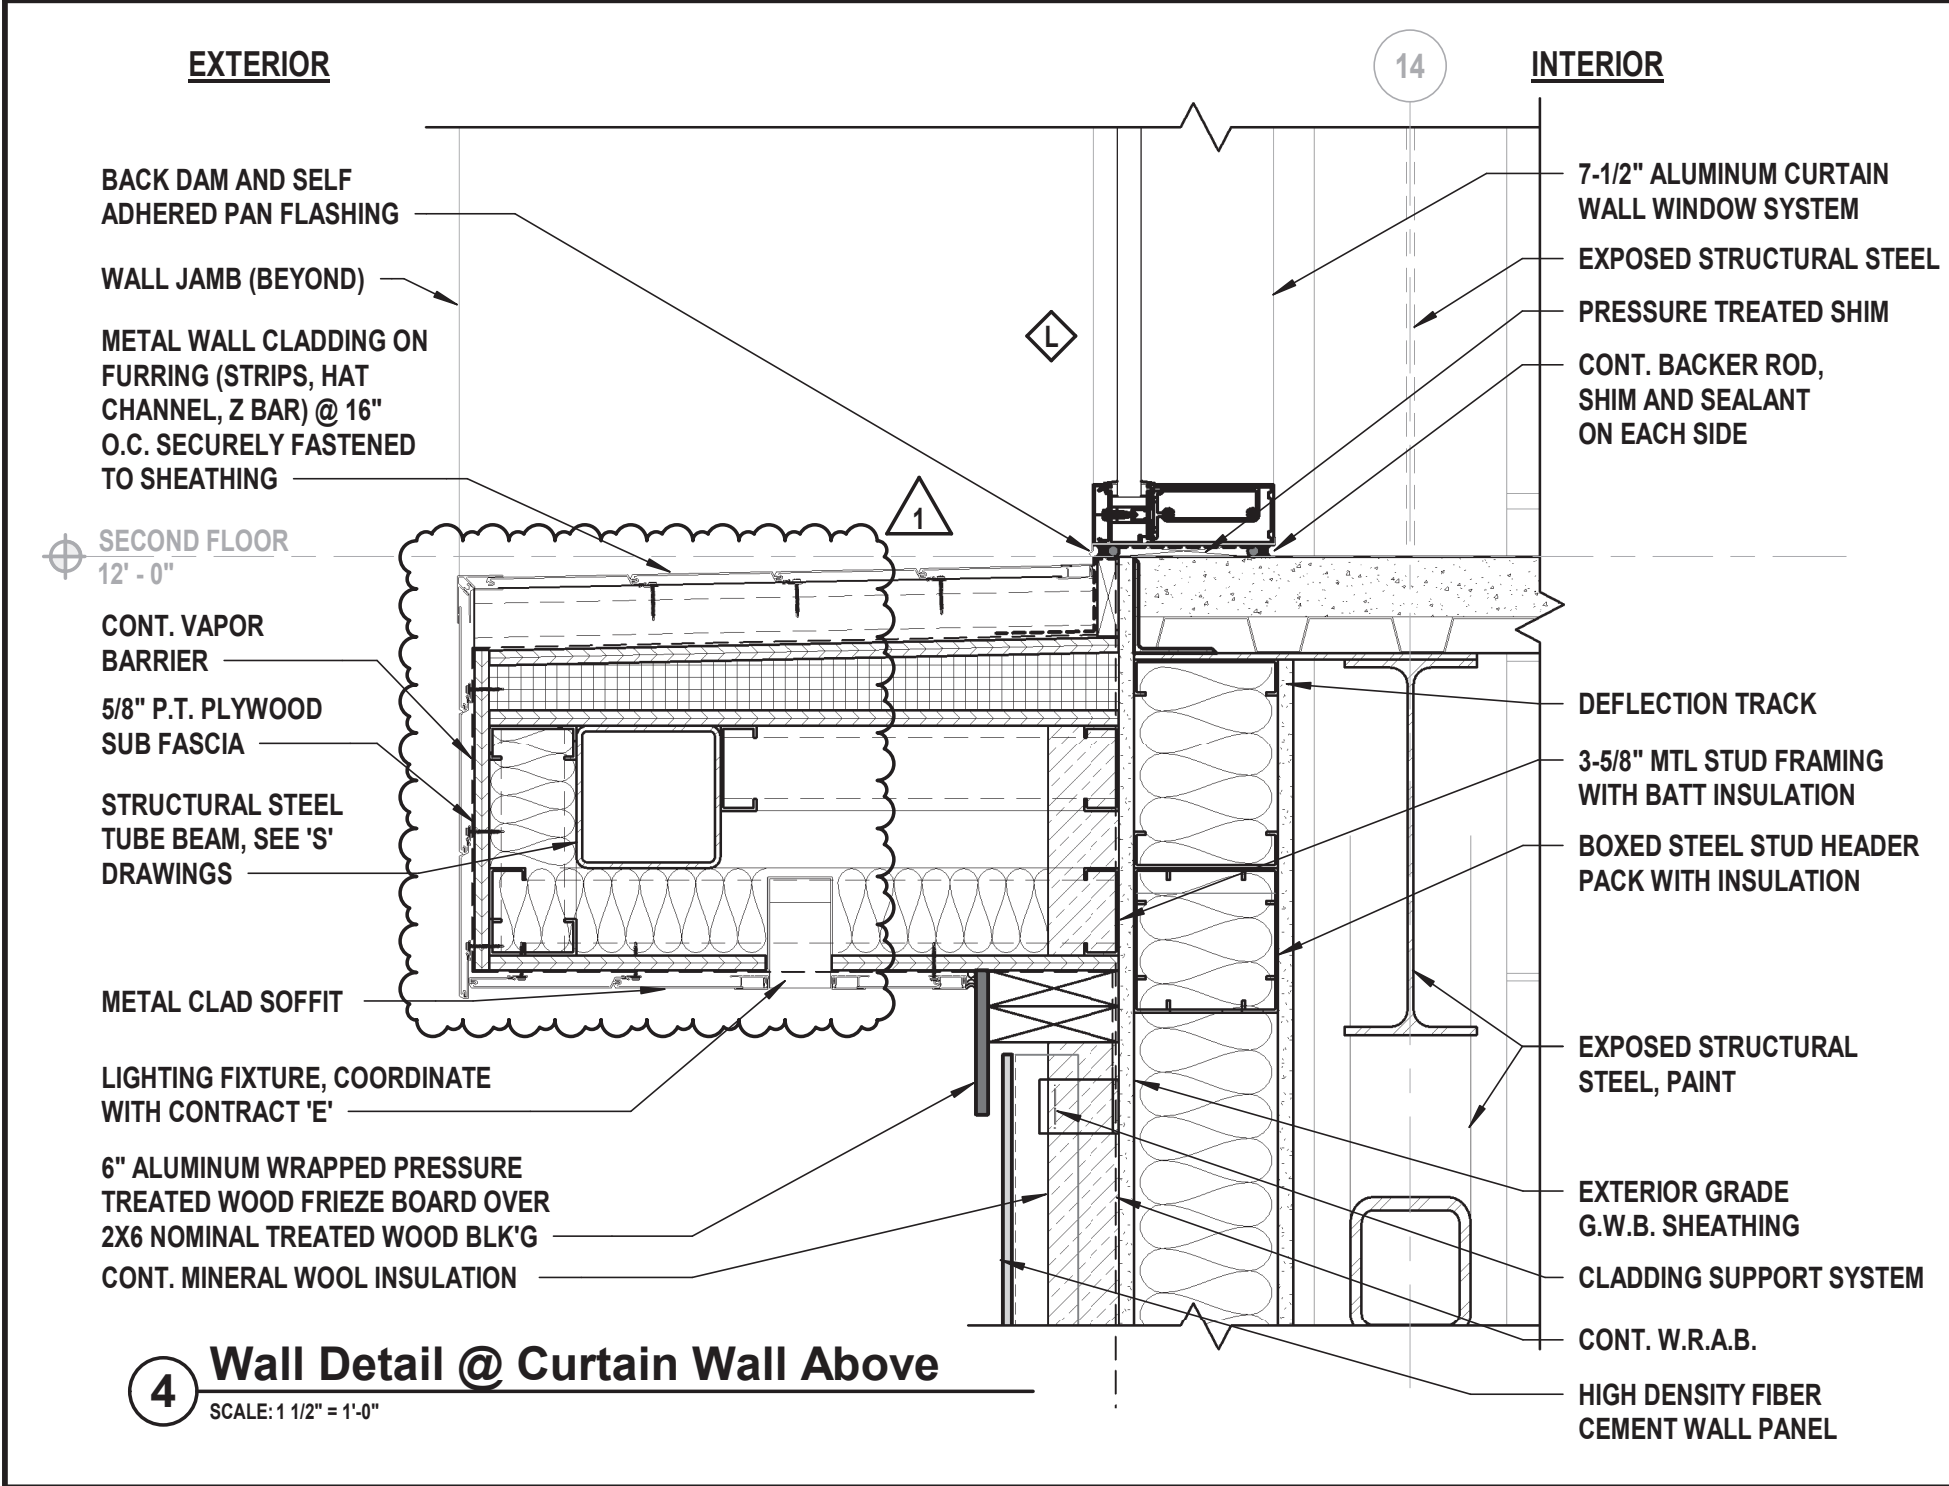 EXTERIOR
14
INTERIOR
BACK DAM AND SELF
ADHERED PAN FLASHING
WALL JAMB (BEYOND)
METAL WALL CLADDING ON
FURRING (STRIPS, HAT
CHANNEL, Z BAR) @ 16"
O.C. SECURELY FASTENED
TO SHEATHING
SECOND FLOOR
12' - 0"
CONT. VAPOR
BARRIER
5/8" P.T. PLYWOOD
SUB FASCIA
STRUCTURAL STEEL
TUBE BEAM, SEE 'S'
DRAWINGS
METAL CLAD SOFFIT
LIGHTING FIXTURE, COORDINATE
WITH CONTRACT 'E'
6" ALUMINUM WRAPPED PRESSURE
TREATED WOOD FRIEZE BOARD OVER
2X6 NOMINAL TREATED WOOD BLK'G
CONT. MINERAL WOOL INSULATION
L
1
7-1/2" ALUMINUM CURTAIN
WALL WINDOW SYSTEM
EXPOSED STRUCTURAL STEEL
PRESSURE TREATED SHIM
CONT. BACKER ROD,
SHIM AND SEALANT
ON EACH SIDE
DEFLECTION TRACK
3-5/8" MTL STUD FRAMING
WITH BATT INSULATION
BOXED STEEL STUD HEADER
PACK WITH INSULATION
EXPOSED STRUCTURAL
STEEL, PAINT
EXTERIOR GRADE
G.W.B. SHEATHING
CLADDING SUPPORT SYSTEM
CONT. W.R.A.B.
HIGH DENSITY FIBER
CEMENT WALL PANEL
4
Wall Detail @ Curtain Wall Above
SCALE: 1 1/2" = 1'-0"